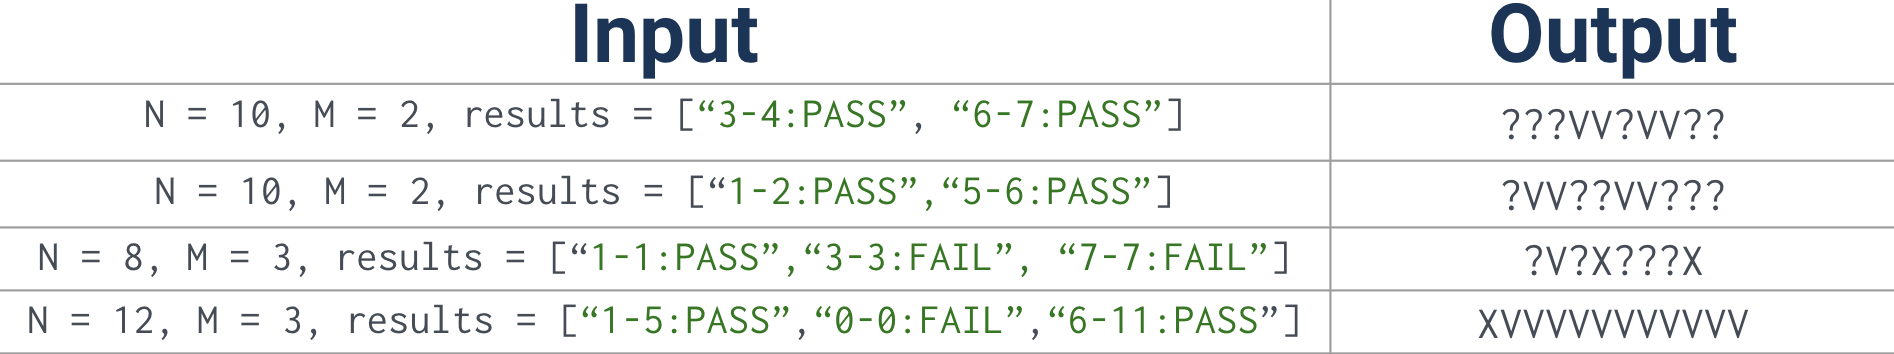 Input Output
N = 10, M = 2, results = [“3-4:PASS”, “6-7:PASS”] ???VV?VV??
N = 10, M = 2, results = [“1-2:PASS”,“5-6:PASS”] ?VV??VV???
N = 8, M = 3, results = [“1-1:PASS”,“3-3:FAIL”, “7-7:FAIL”] ?V?X???X
N = 12, M = 3, results = [“1-5:PASS”,“0-0:FAIL”,“6-11:PASS”] XVVVVVVVVVVV